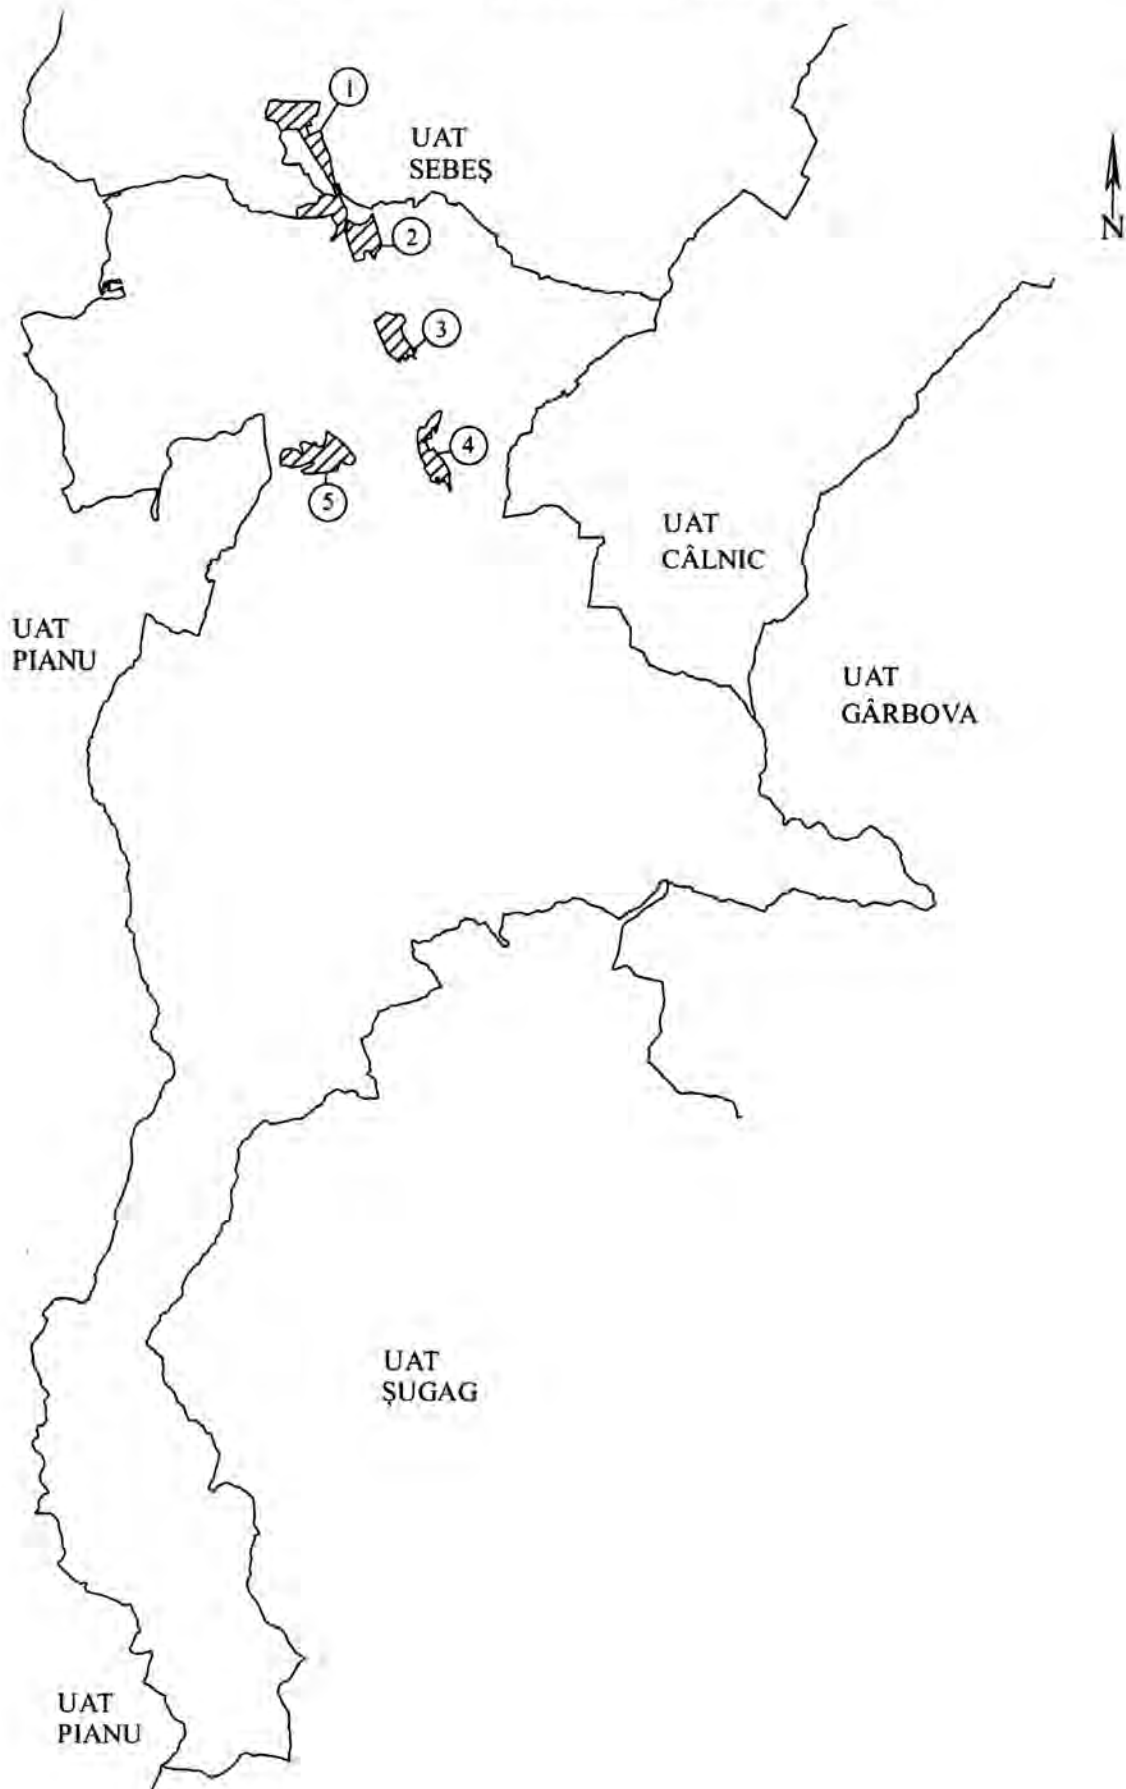 1
UAT
SEBEȘ
N
2
3
4
5
UAT
CÂLNIC
UAT
PIANU
UAT
GÂRBOVA
UAT
ȘUGAG
UAT
PIANU